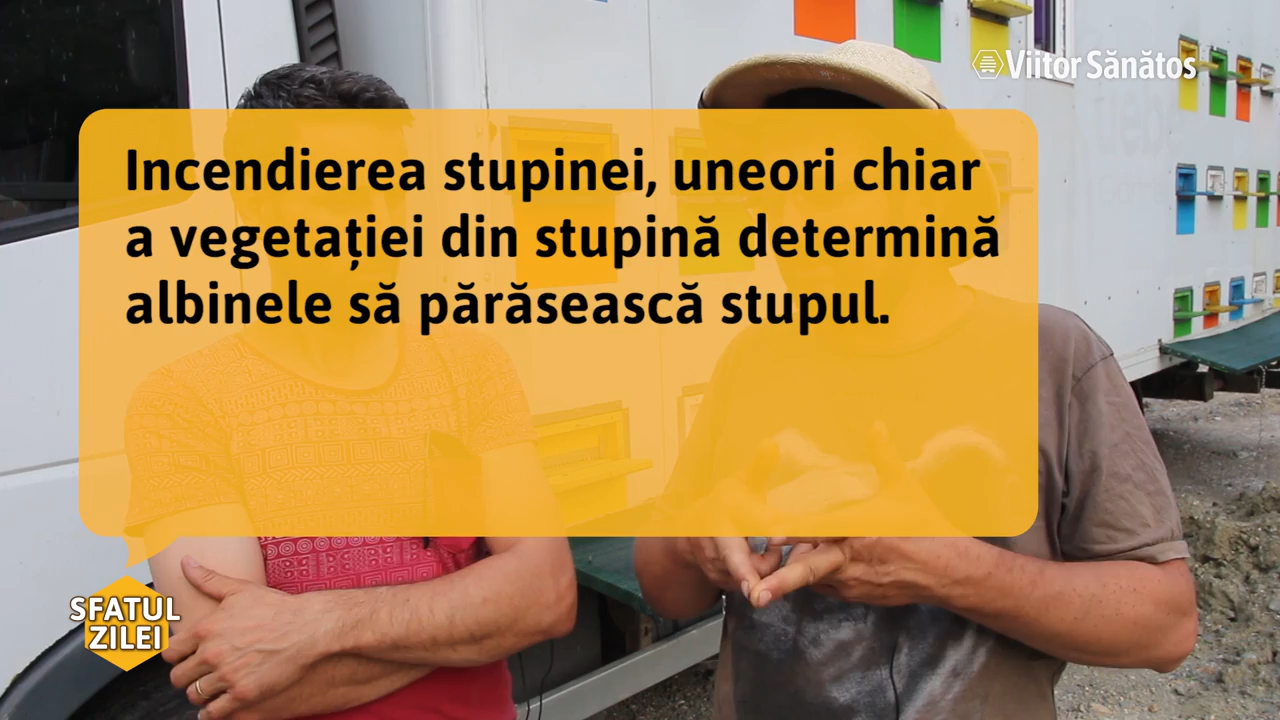 Viitor Sănătos
Incendierea stupinei, uneori chiar
a vegetației din stupină determină
albinele să părăsească stupul.
SFATUL
ZILEI